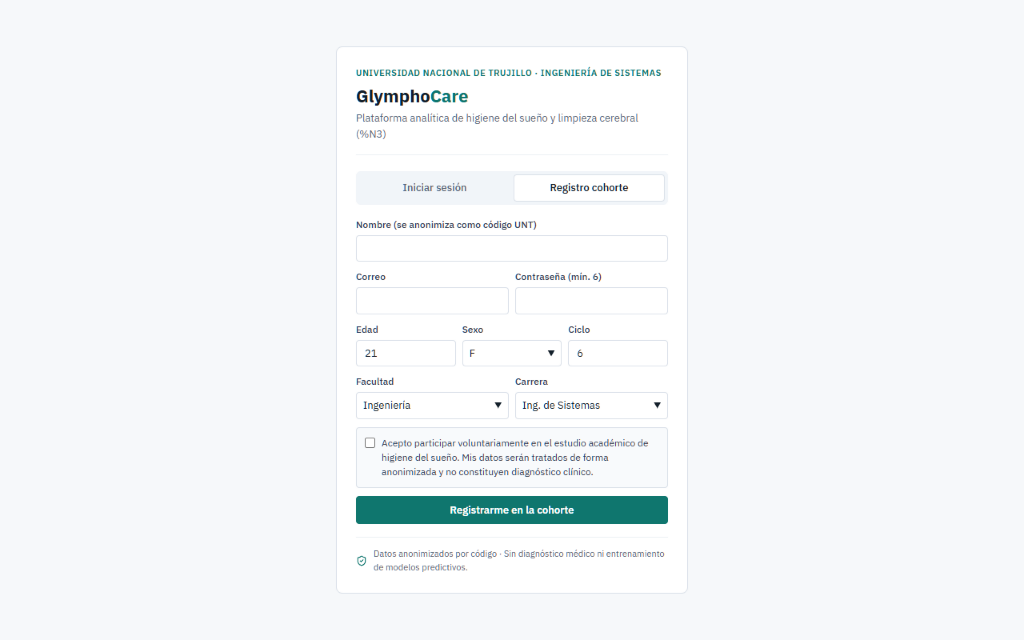 UNIVERSIDAD NACIONAL DE TRUJILLO · INGENIERÍA DE SISTEMAS
GlymphoCare
Plataforma analítica de higiene del sueño y limpieza cerebral
(%N3)
Iniciar sesión
Registro cohorte
Nombre (se anonimiza como código UNT)
Correo
Contraseña (mín. 6)
Edad
Sexo
Ciclo
21
F
6
Facultad
Carrera
Ingeniería
Ing. de Sistemas
Acepto participar voluntariamente en el estudio académico de
higiene del sueño. Mis datos serán tratados de forma
anonimizada y no constituyen diagnóstico clínico.
Registrarme en la cohorte
Datos anonimizados por código · Sin diagnóstico médico ni entrenamiento
de modelos predictivos.